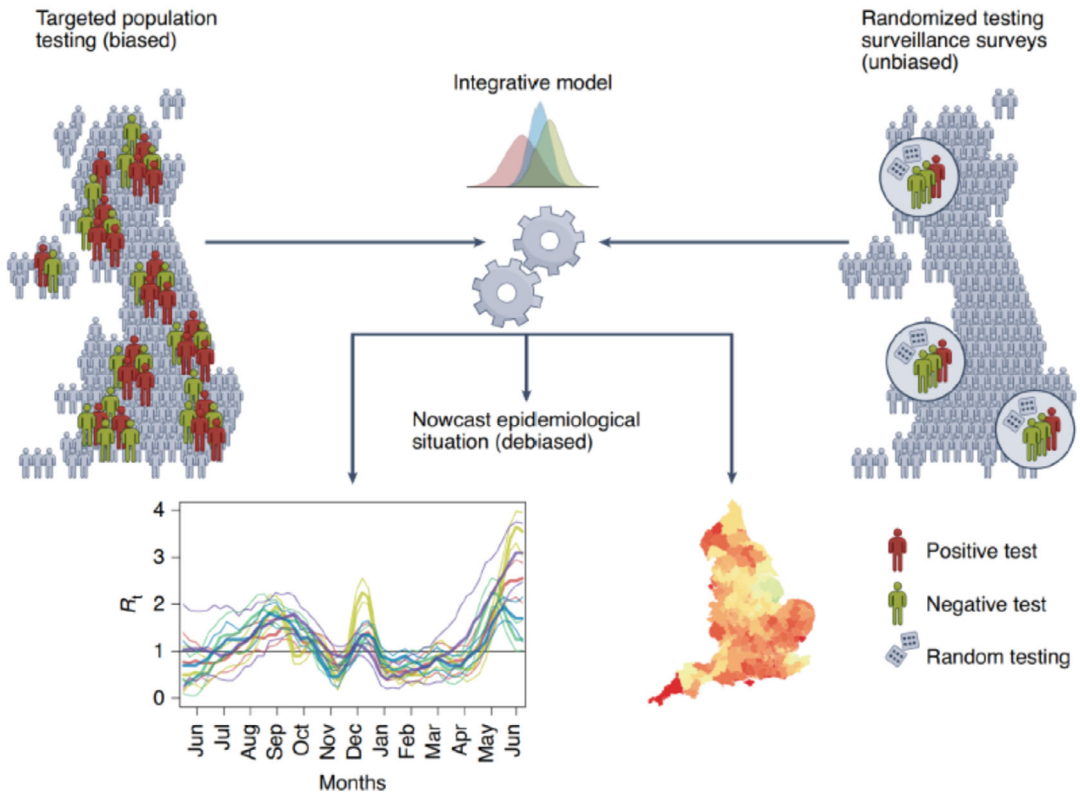 Targeted population
testing (biased)
Randomized testing
surveillance surveys
(unbiased)
Integrative model
Nowcast epidemiological
situation (debiased)
4
3
2
1
0
Rt
Jun
Jul
Aug
Sep
Oct
Nov
Dec
Jan
Feb
Mar
Apr
May
Jun
Months
Positive test
Negative test
Random testing